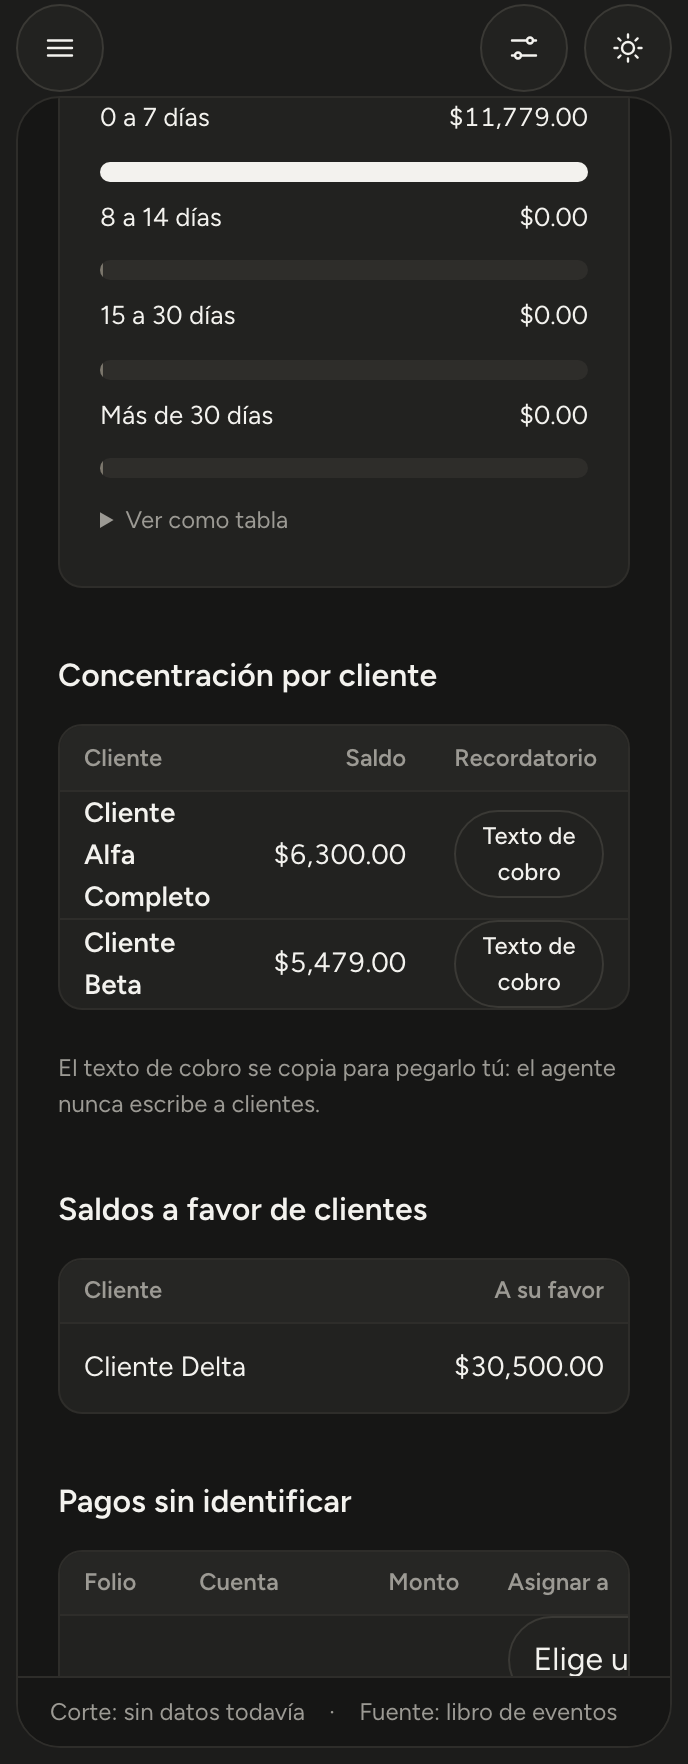 0 a 7 días $11,779.00
8 a 14 días $0.00
15 a 30 días $0.00
Más de 30 días $0.00
Ver como tabla
Concentración por cliente
Cliente Saldo Recordatorio
Cliente
Alfa
Completo
$6,300.00
Texto de
cobro
Cliente
Beta
$5,479.00
Texto de
cobro
El texto de cobro se copia para pegarlo tú: el agente
nunca escribe a clientes.
Saldos a favor de clientes
Cliente A su favor
Cliente Delta $30,500.00
Pagos sin identificar
Folio Cuenta Monto Asignar a
Elige u
Corte: sin datos todavía · Fuente: libro de eventos